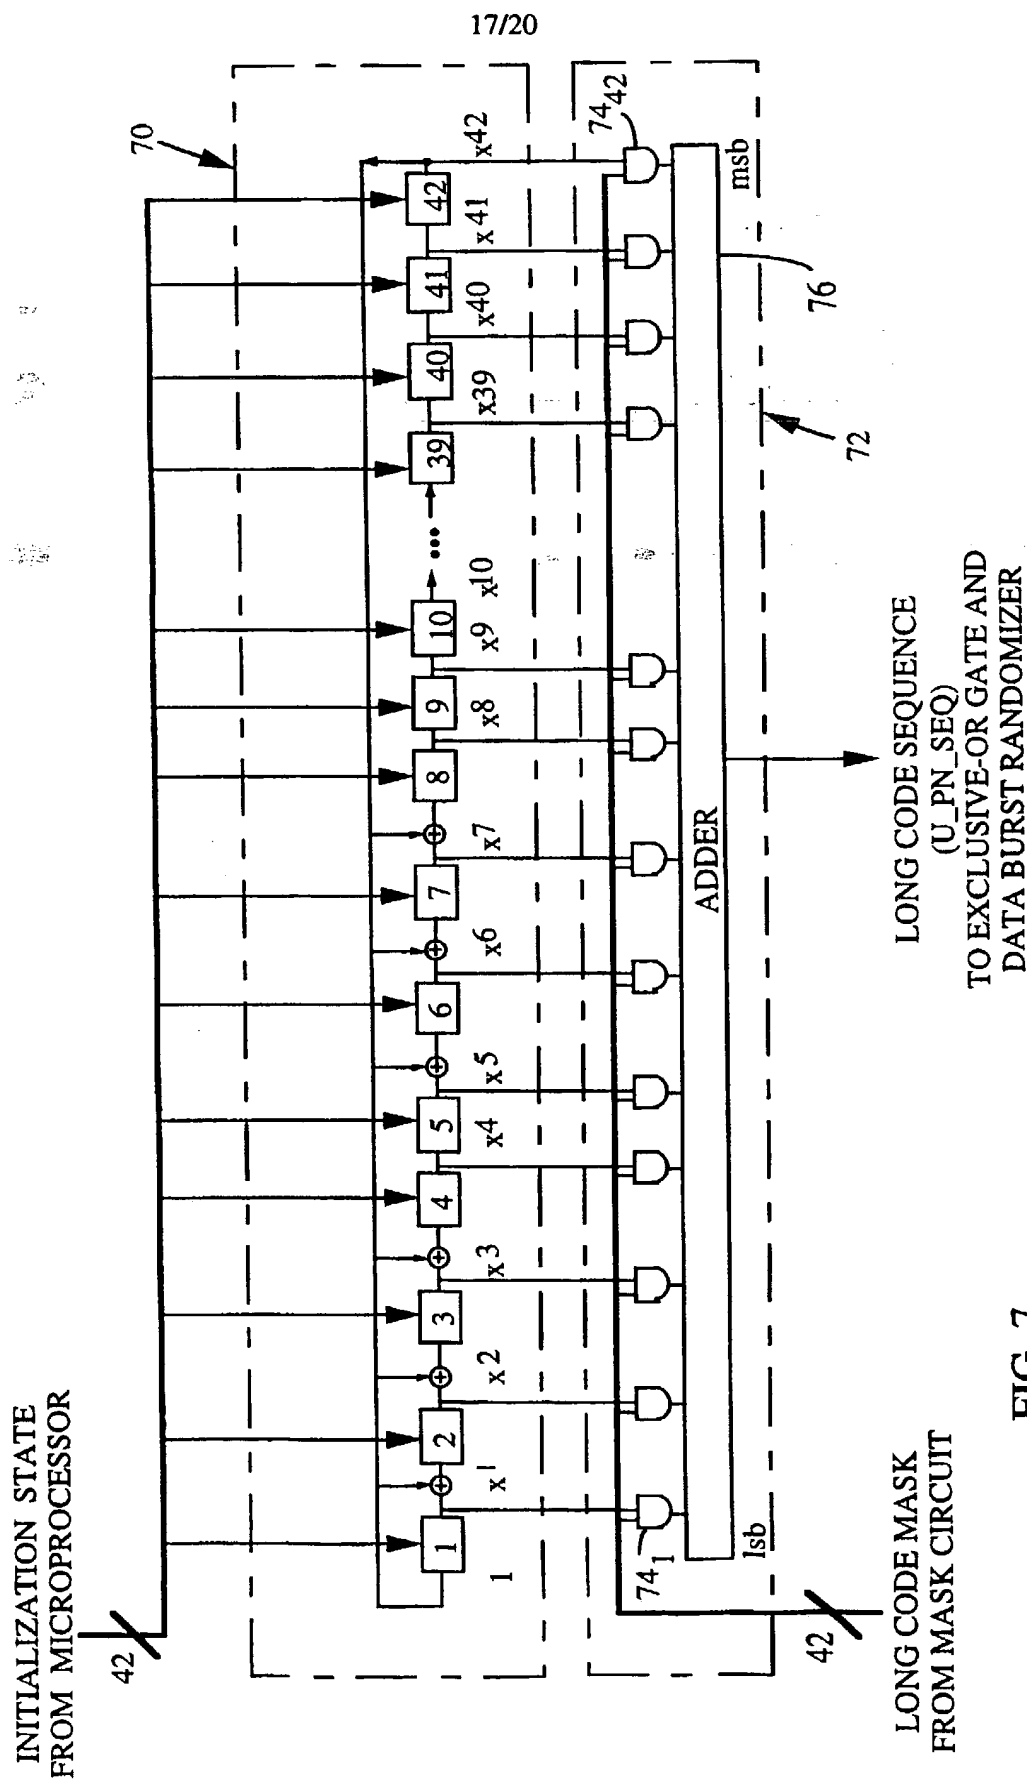 17/20
INITIALIZATION STATE
FROM MICROPROCESSOR
42
70
1
2
3
4
5
6
7
8
9
10
•••
39
40
41
42
1
x1
x2
x3
x4
x5
x6
x7
x8
x9
x10
x39
x40
x41
x42
74 1
74 42
lsb
ADDER
msb
76
72
42
LONG CODE MASK
FROM MASK CIRCUIT
LONG CODE SEQUENCE
(U_PN_SEQ)
TO EXCLUSIVE-OR GATE AND
DATA BURST RANDOMIZER
FIG. 7